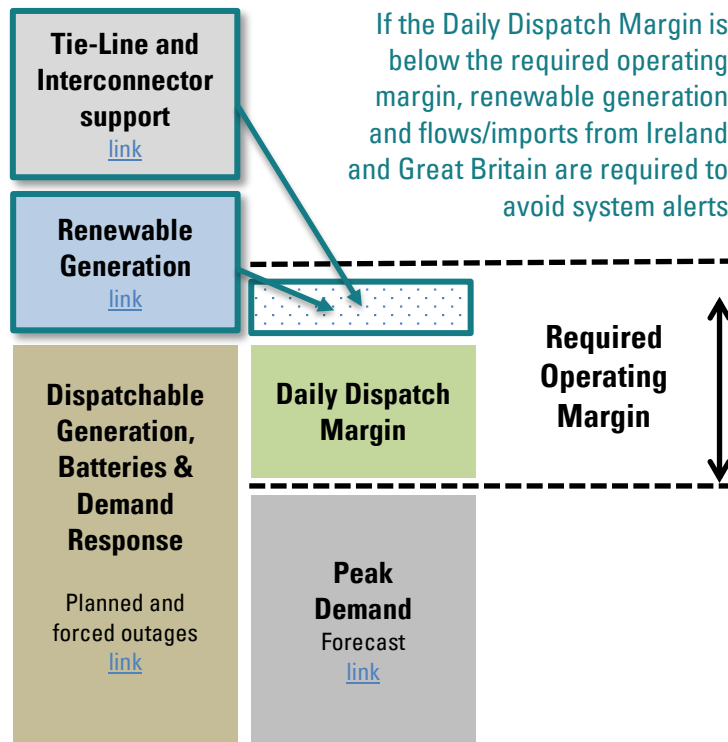 Tie-Line and
Interconnector
support
link
If the Daily Dispatch Margin is
below the required operating
margin, renewable generation
and flows/imports from Ireland
and Great Britain are required to
avoid system alerts
Renewable
Generation
link
Dispatchable
Generation,
Batteries &
Demand
Response
Planned and
forced outages
link
Daily Dispatch
Margin
Required
Operating
Margin
Peak
Demand
Forecast
link